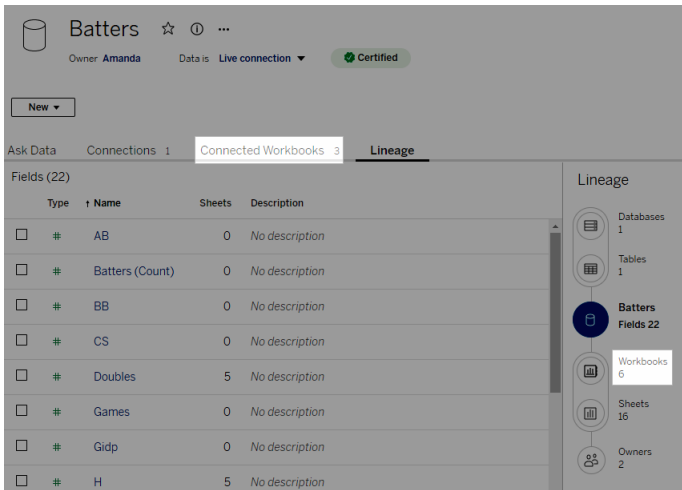 Batters
Owner Amanda Data is Live connection Certified
New
Ask Data Connections 1 Connected Workbooks 3 Lineage
Fields (22)
Type ↑ Name Sheets Description
# AB 0 No description
# Batters (Count) 0 No description
# BB 0 No description
# CS 0 No description
# Doubles 5 No description
# Games 0 No description
# Gidp 0 No description
# H 5 No description
Lineage
Databases
1
Tables
1
Batters
Fields 22
Workbooks
6
Sheets
16
Owners
2